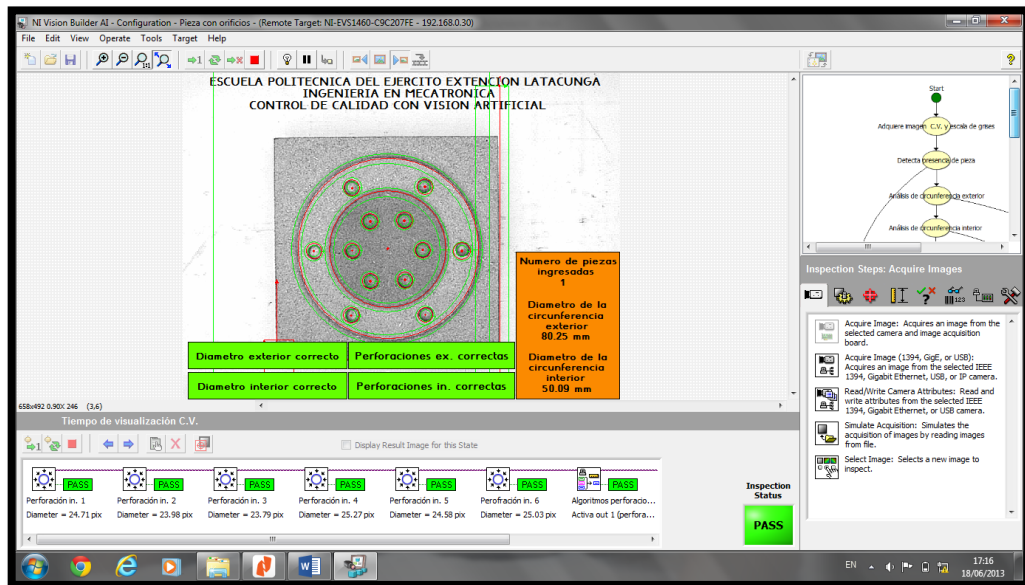 NI Vision Builder AI - Configuration - Pieza con orificios - (Remote Target: NI-EVS1460-C9C207FE - 192.168.0.30)
File Edit View Operate Tools Target Help
ESCUELA POLITECNICA DEL EJERCITO EXTENCION LATACUNGA
INGENIERIA EN MECATRONICA
CONTROL DE CALIDAD CON VISION ARTIFICIAL
Numero de piezas
ingresadas
1
Diametro de la
circunferencia
exterior
80.25 mm
Diametro de la
circunferencia
interior
50.09 mm
Diametro exterior correcto
Perforaciones ex. correctas
Diametro interior correcto
Perforaciones in. correctas
658x492 0.90X 246 (3,6)
Start
Adquiere imagen C.V. y escala de grises
Detecta presencia de pieza
Análisis de circunferencia exterior
Análisis de circunferencia interior
Inspection Steps: Acquire Images
Acquire Image: Acquires an image from the
selected camera and image acquisition
board.
Acquire Image (1394, GigE, or USB):
Acquires an image from the selected IEEE
1394, Gigabit Ethernet, USB, or IP camera.
Read/Write Camera Attributes: Read and
write attributes from the selected IEEE
1394, Gigabit Ethernet, or USB camera.
Simulate Acquisition: Simulates the
acquisition of images by reading images
from file.
Select Image: Selects a new image to
inspect.
Tiempo de visualización C.V.
Display Result Image for this State
PASS PASS PASS PASS PASS PASS PASS
Perforación in. 1 Perforación in. 2 Perforación in. 3 Perforación in. 4 Perforación in. 5 Perofración in. 6 Algoritmos perforacio...
Diameter = 24.71 pix Diameter = 23.98 pix Diameter = 23.79 pix Diameter = 25.27 pix Diameter = 24.58 pix Diameter = 25.03 pix Activa out 1 (perfora...
Inspection
Status
PASS
EN
17:16
18/06/2013